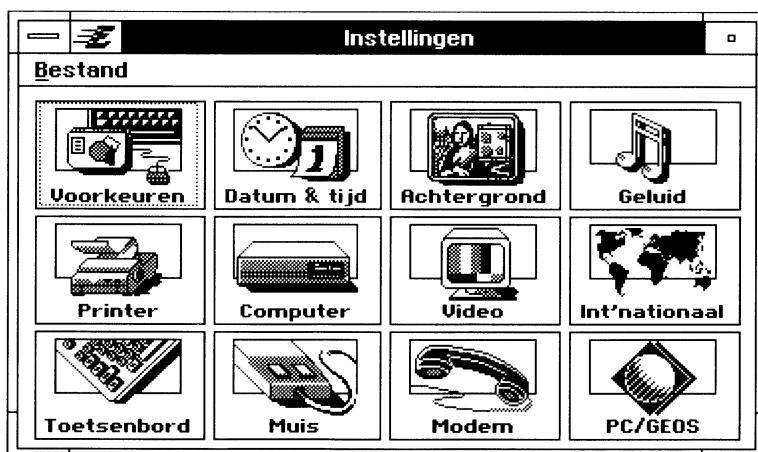 Instellingen
Bestand
Voorkeuren
Datum & tijd
Achtergrond
Geluid
Printer
Computer
Video
Int'nationaal
Toetsenbord
Muis
Modem
PC/GEOS